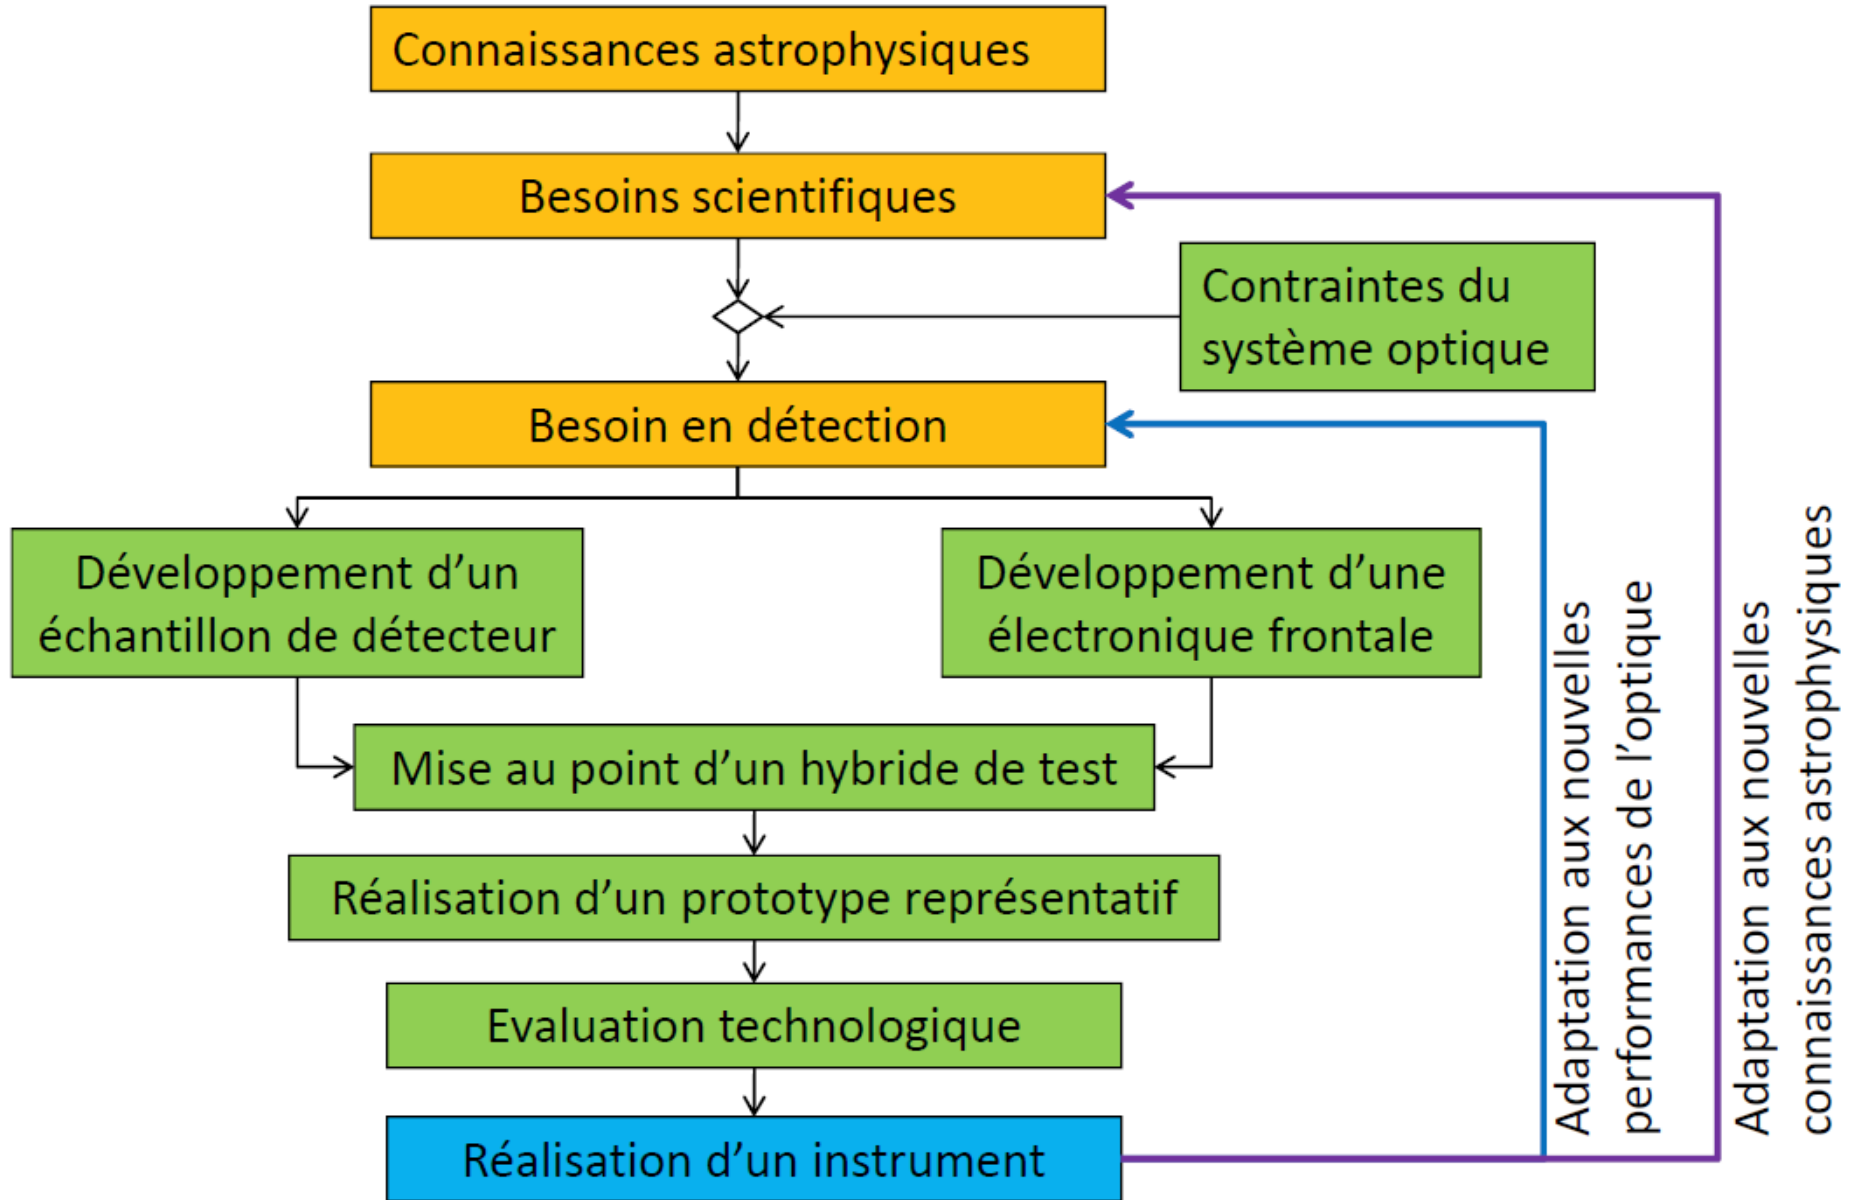 Connaissances astrophysiques
Besoins scientifiques
Contraintes du
système optique
Besoin en détection
Développement d’un
échantillon de détecteur
Développement d’une
électronique frontale
Mise au point d’un hybride de test
Réalisation d’un prototype représentatif
Evaluation technologique
Réalisation d’un instrument
Adaptation aux nouvelles
performances de l’optique
Adaptation aux nouvelles
connaissances astrophysiques